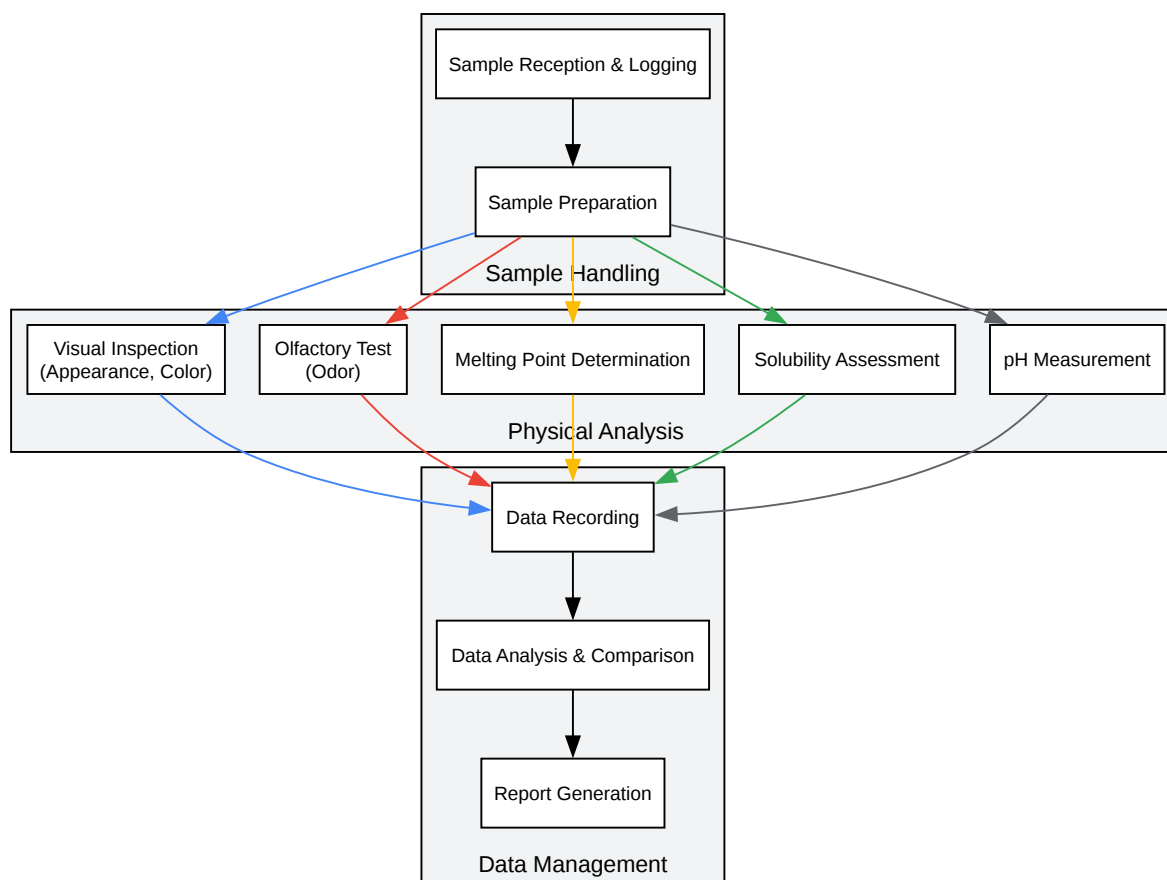 Sample Reception & Logging
Sample Preparation
Sample Handling
Visual Inspection
(Appearance, Color)
Olfactory Test
(Odor)
Melting Point Determination
Solubility Assessment
pH Measurement
Physical Analysis
Data Recording
Data Analysis & Comparison
Report Generation
Data Management